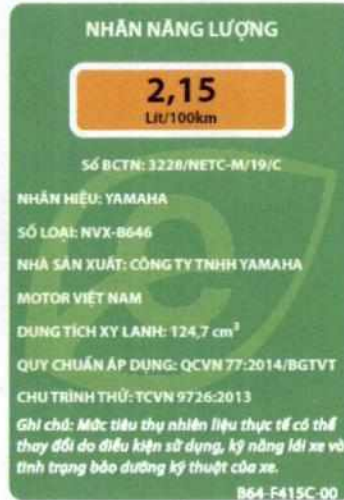 NHÃN NĂNG LƯỢNG
2,15
Lít/100km
Số BCTN: 3228/NETC-M/19/C
NHÃN HIỆU: YAMAHA
SỐ LOẠI: NVX-B646
NHÀ SẢN XUẤT: CÔNG TY TNHH YAMAHA
MOTOR VIỆT NAM
DUNG TÍCH XY LANH: 124,7 cm³
QUY CHUẨN ÁP DỤNG: QCVN 77:2014/BGTVT
CHU TRÌNH THỬ: TCVN 9726:2013
Ghi chú: Mức tiêu thụ nhiên liệu thực tế có thể
thay đổi do điều kiện sử dụng, kỹ năng lái xe và
tình trạng bảo dưỡng kỹ thuật của xe.
B64-F415C-00